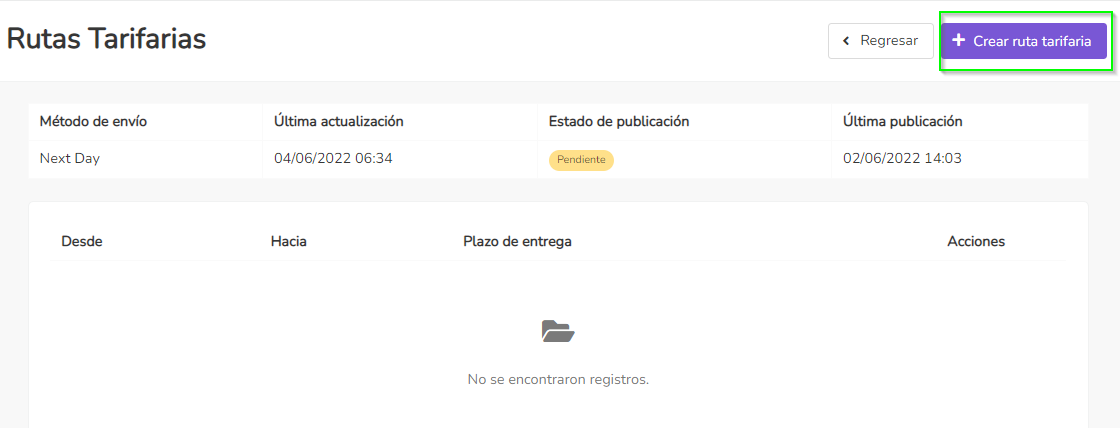 Rutas Tarifarias
Regresar
Crear ruta tarifaria
Método de envío Última actualización Estado de publicación Última publicación
Next Day 04/06/2022 06:34 Pendiente 02/06/2022 14:03
Desde Hacia Plazo de entrega Acciones
No se encontraron registros.